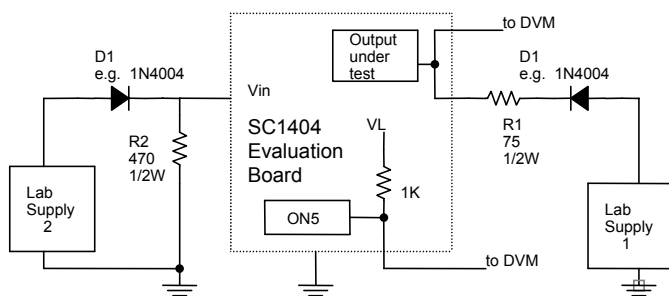 to DVM
D1
e.g. 1N4004
Output
under
test
D1
e.g. 1N4004
Vin
R1
75
1/2W
SC1404
Evaluation
Board
VL
R2
470
1/2W
1K
Lab
Supply
2
ON5
Lab
Supply
1
to DVM